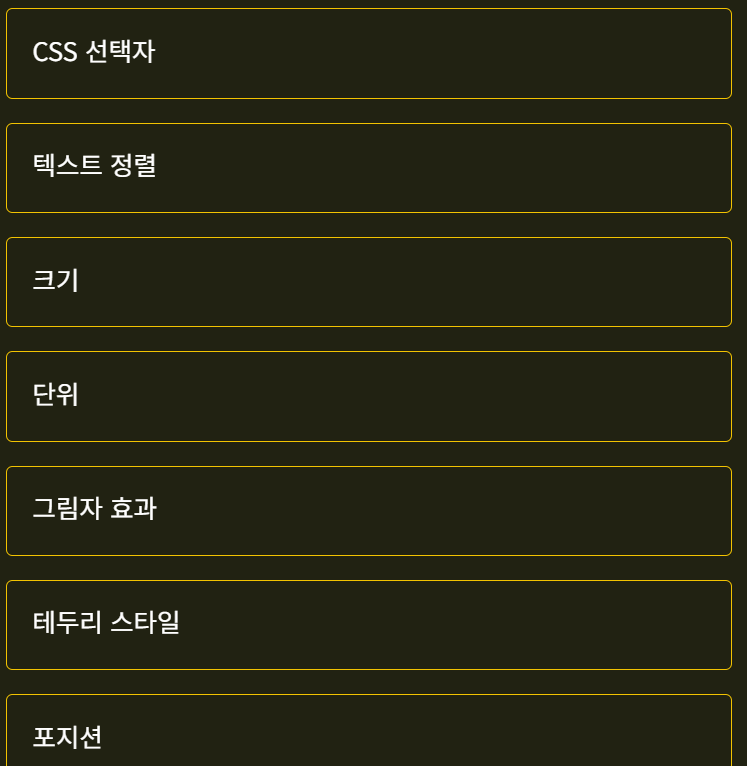 CSS 선택자
텍스트 정렬
크기
단위
그림자 효과
테두리 스타일
포지션